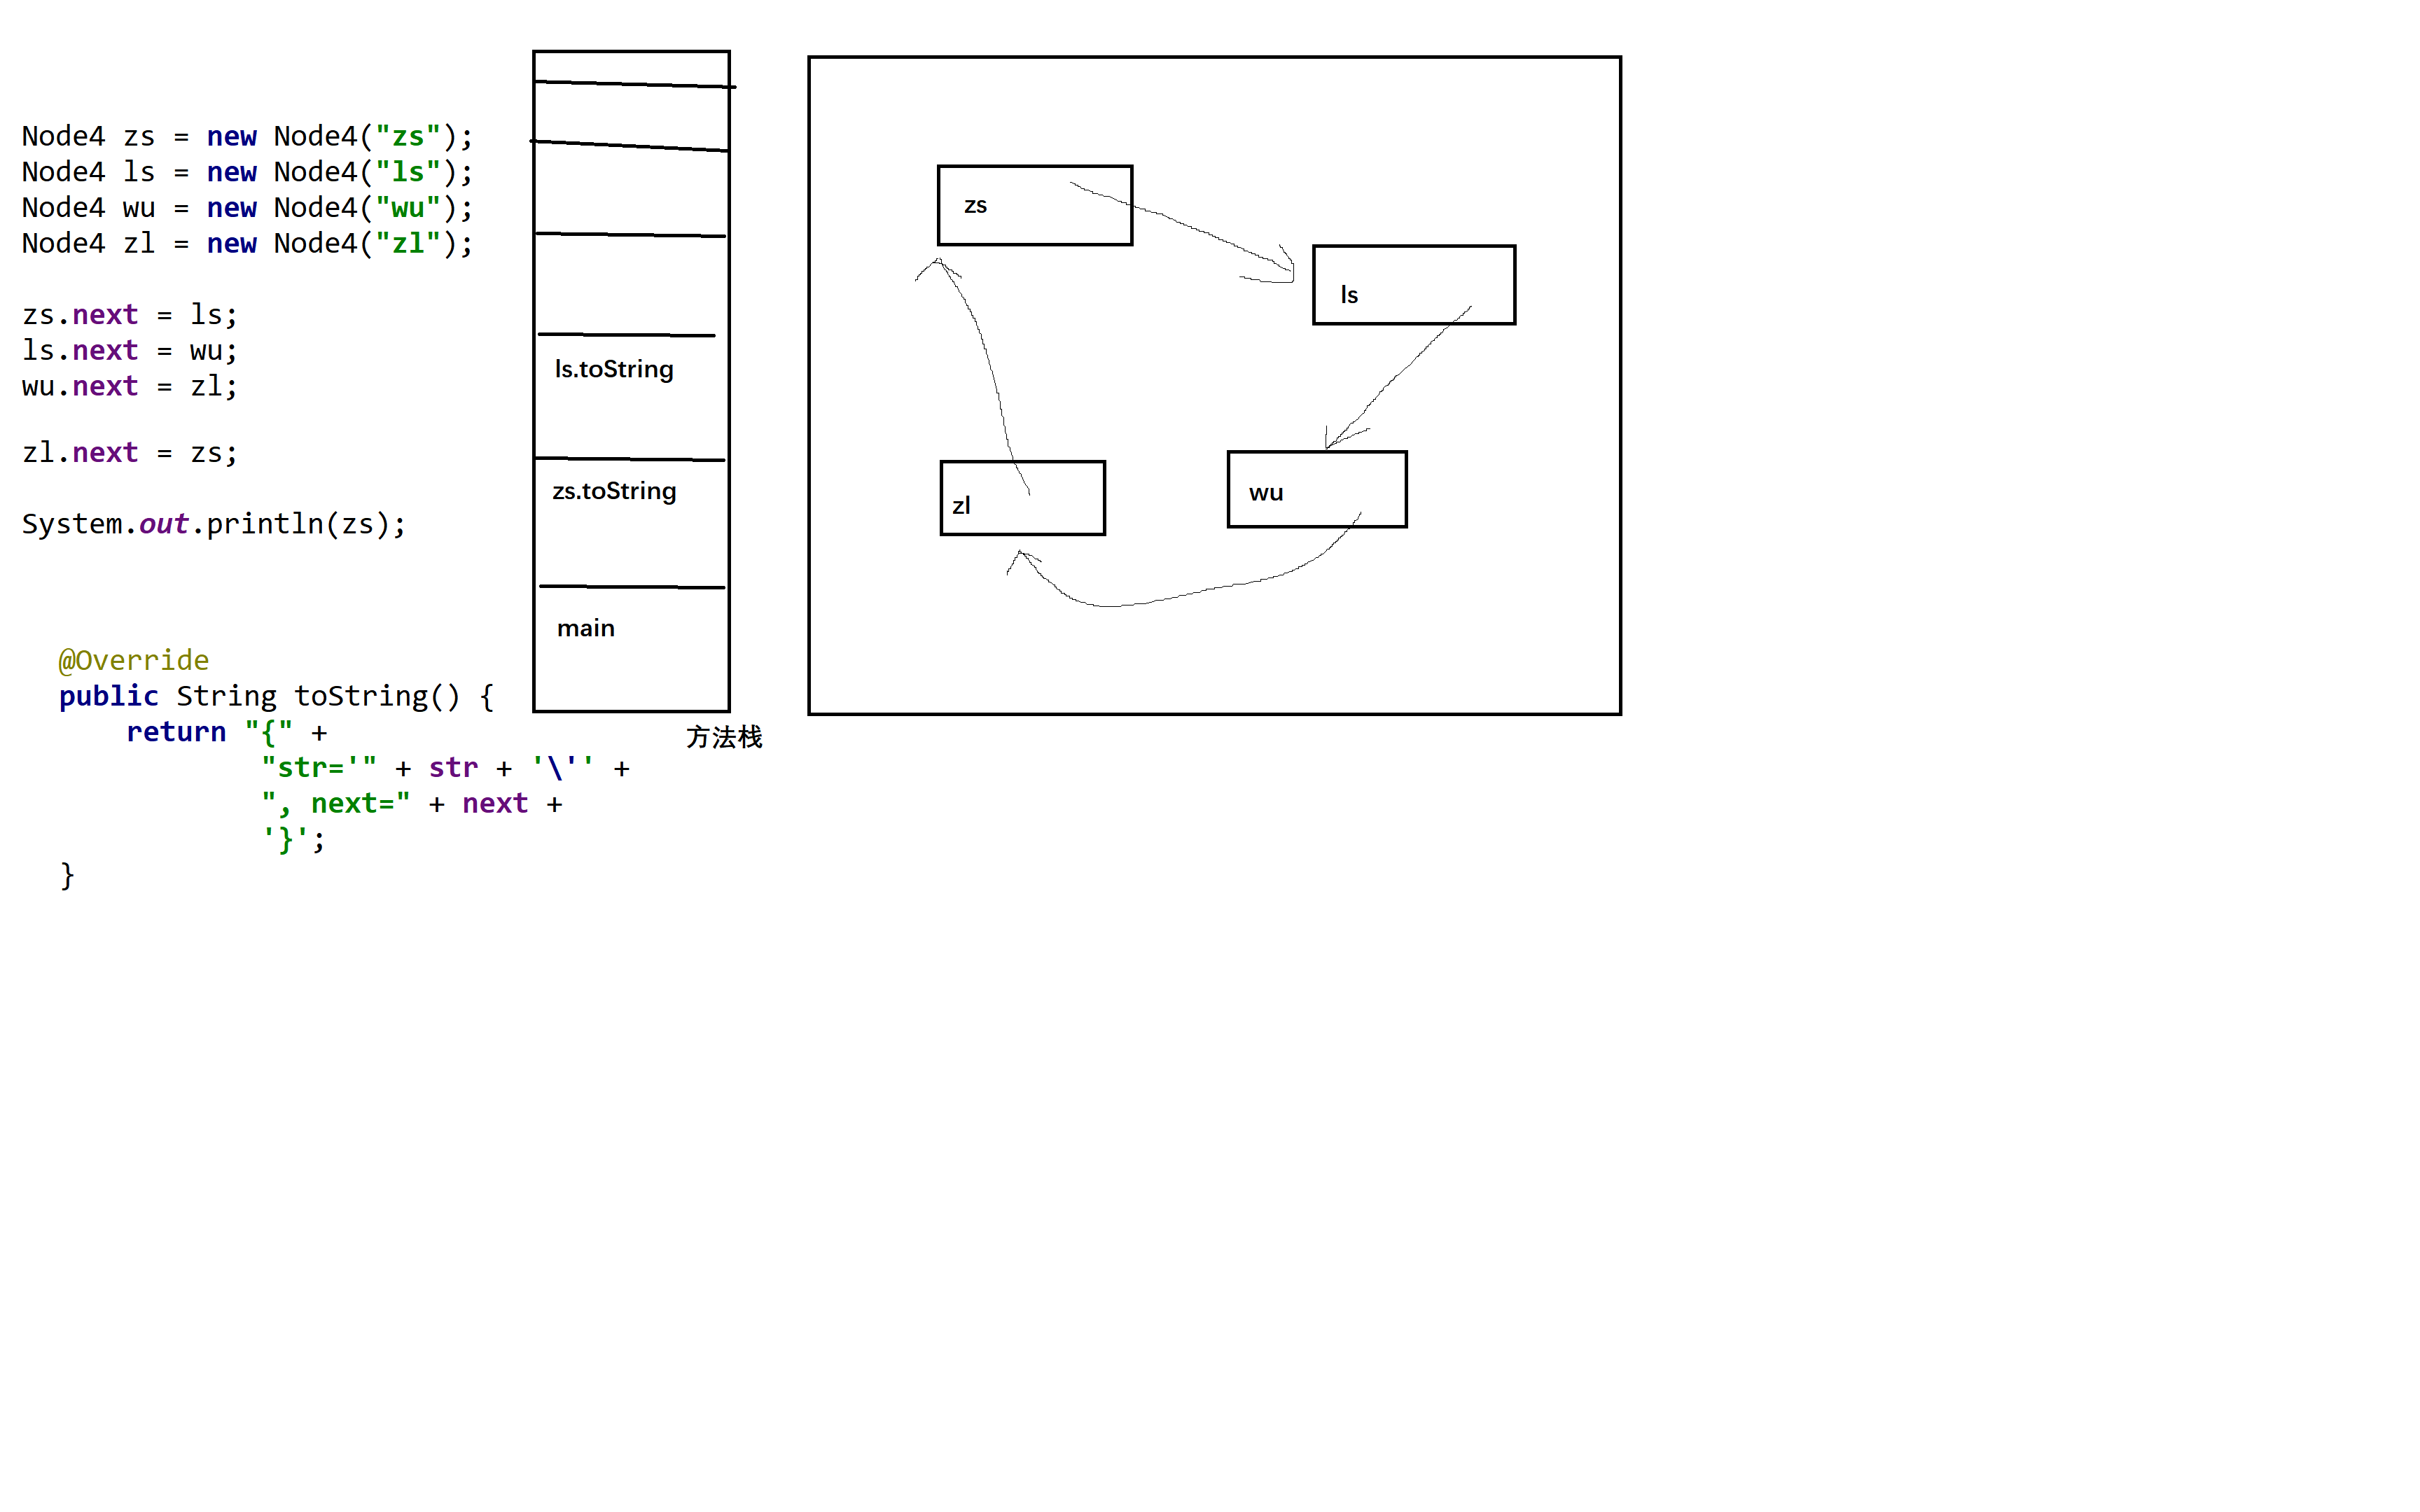 Node4 zs = new Node4("zs");
Node4 ls = new Node4("ls");
Node4 wu = new Node4("wu");
Node4 zl = new Node4("zl");
zs.next = ls;
ls.next = wu;
wu.next = zl;
zl.next = zs;
System.out.println(zs);
@Override
public String toString() {
return "{" +
"str='" + str + '\'' +
", next=" + next +
'}';
}
ls.toString
zs.toString
main
方法栈
zs
ls
zl
wu